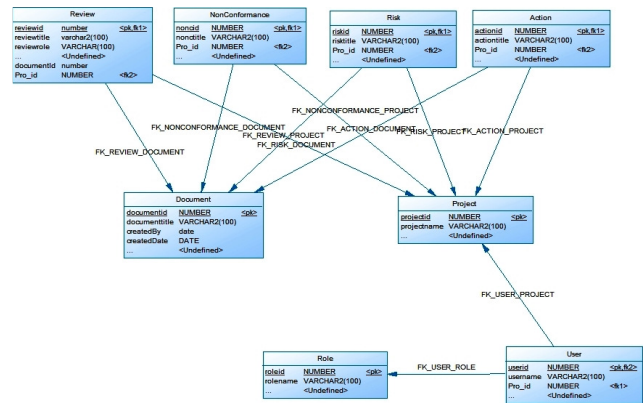 Review
reviewid number <pk,fk1>
reviewtitle varchar2(100)
reviewrole VARCHAR(100)
... <Undefined>
documentId number
Pro_id NUMBER <fk2>
NonConformance
noncid NUMBER <pk,fk1>
nonctitle VARCHAR2(100)
Pro_id NUMBER <fk2>
... <Undefined>
Risk
riskid NUMBER <pk,fk1>
risktitle VARCHAR2(100)
Pro_id NUMBER <fk2>
... <Undefined>
Action
actionid NUMBER <pk,fk1>
actiontitle VARCHAR2(100)
Pro_id NUMBER <fk2>
... <Undefined>
FK_NONCONFORMANCE_PROJECT
FK_NONCONFORMANCE_DOCUMENT
FK_ACTION_DOCUMENT
FK_REVIEW_PROJECT
FK_RISK_PROJECT
FK_ACTION_PROJECT
FK_RISK_DOCUMENT
FK_REVIEW_DOCUMENT
Document
documentid NUMBER <pk>
documenttitle VARCHAR2(100)
createdBy date
createdDate DATE
... <Undefined>
Project
projectid NUMBER <pk>
projectname VARCHAR2(100)
... <Undefined>
FK_USER_PROJECT
Role
roleid NUMBER <pk>
rolename VARCHAR2(100)
... <Undefined>
FK_USER_ROLE
User
userid NUMBER <pk,fk2>
username VARCHAR2(100)
Pro_id NUMBER <fk1>
... <Undefined>